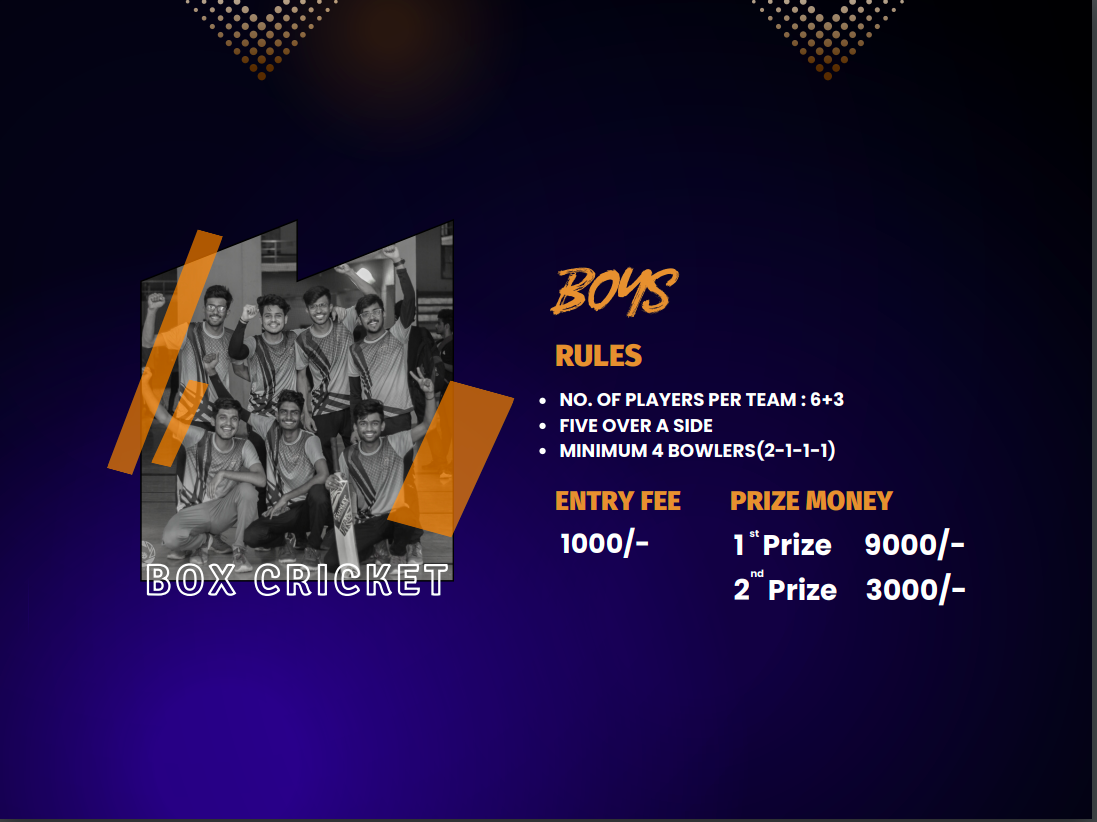 BOYS
RULES
• NO. OF PLAYERS PER TEAM : 6+3
• FIVE OVER A SIDE
• MINIMUM 4 BOWLERS(2-1-1-1)
ENTRY FEE
1000/-
PRIZE MONEY
1st Prize 9000/-
2nd Prize 3000/-
BOX CRICKET